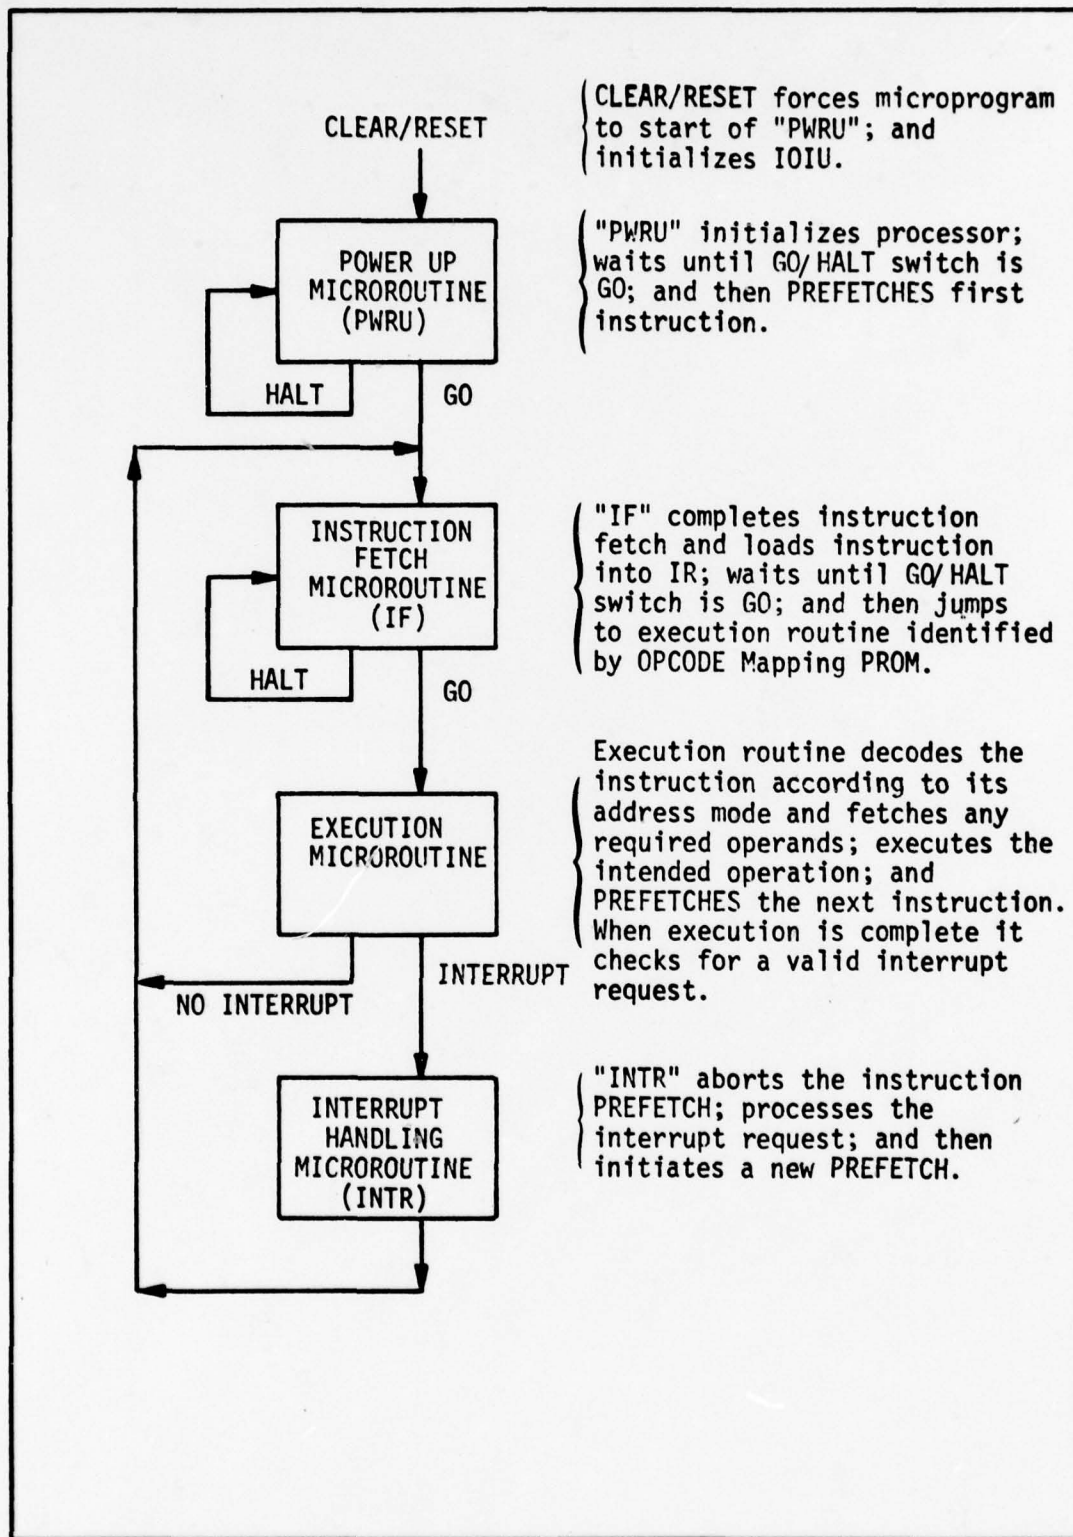 CLEAR/RESET
CLEAR/RESET forces microprogram
to start of "PWRU"; and
initializes IOIU.
POWER UP
MICROROUTINE
(PWRU)
"PWRU" initializes processor;
waits until GO/HALT switch is
GO; and then PREFETCHES first
instruction.
HALT
GO
INSTRUCTION
FETCH
MICROROUTINE
(IF)
"IF" completes instruction
fetch and loads instruction
into IR; waits until GO/HALT
switch is GO; and then jumps
to execution routine identified
by OPCODE Mapping PROM.
HALT
GO
EXECUTION
MICROROUTINE
Execution routine decodes the
instruction according to its
address mode and fetches any
required operands; executes the
intended operation; and
PREFETCHES the next instruction.
When execution is complete it
checks for a valid interrupt
request.
NO INTERRUPT
INTERRUPT
INTERRUPT
HANDLING
MICROROUTINE
(INTR)
"INTR" aborts the instruction
PREFETCH; processes the
interrupt request; and then
initiates a new PREFETCH.